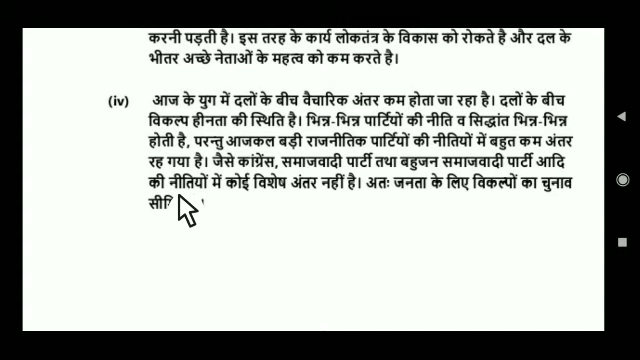 करनी पड़ती है। इस तरह के कार्य लोकतंत्र के विकास को रोकते है और दल के
भीतर अच्छे नेताओं के महत्व को कम करते है।
(iv) आज के युग में दलों के बीच वैचारिक अंतर कम होता जा रहा है। दलों के बीच
विकल्प हीनता की स्थिति है। भिन्न-भिन्न पार्टियों की नीति व सिद्धांत भिन्न-भिन्न
होती है, परन्तु आजकल बड़ी राजनीतिक पार्टियों की नीतियों में बहुत कम अंतर
रह गया है। जैसे कांग्रेंस, समाजवादी पार्टी तथा बहुजन समाजवादी पार्टी आदि
की नीतियों में कोई विशेष अंतर नहीं है। अतः जनता के लिए विकल्पों का चुनाव